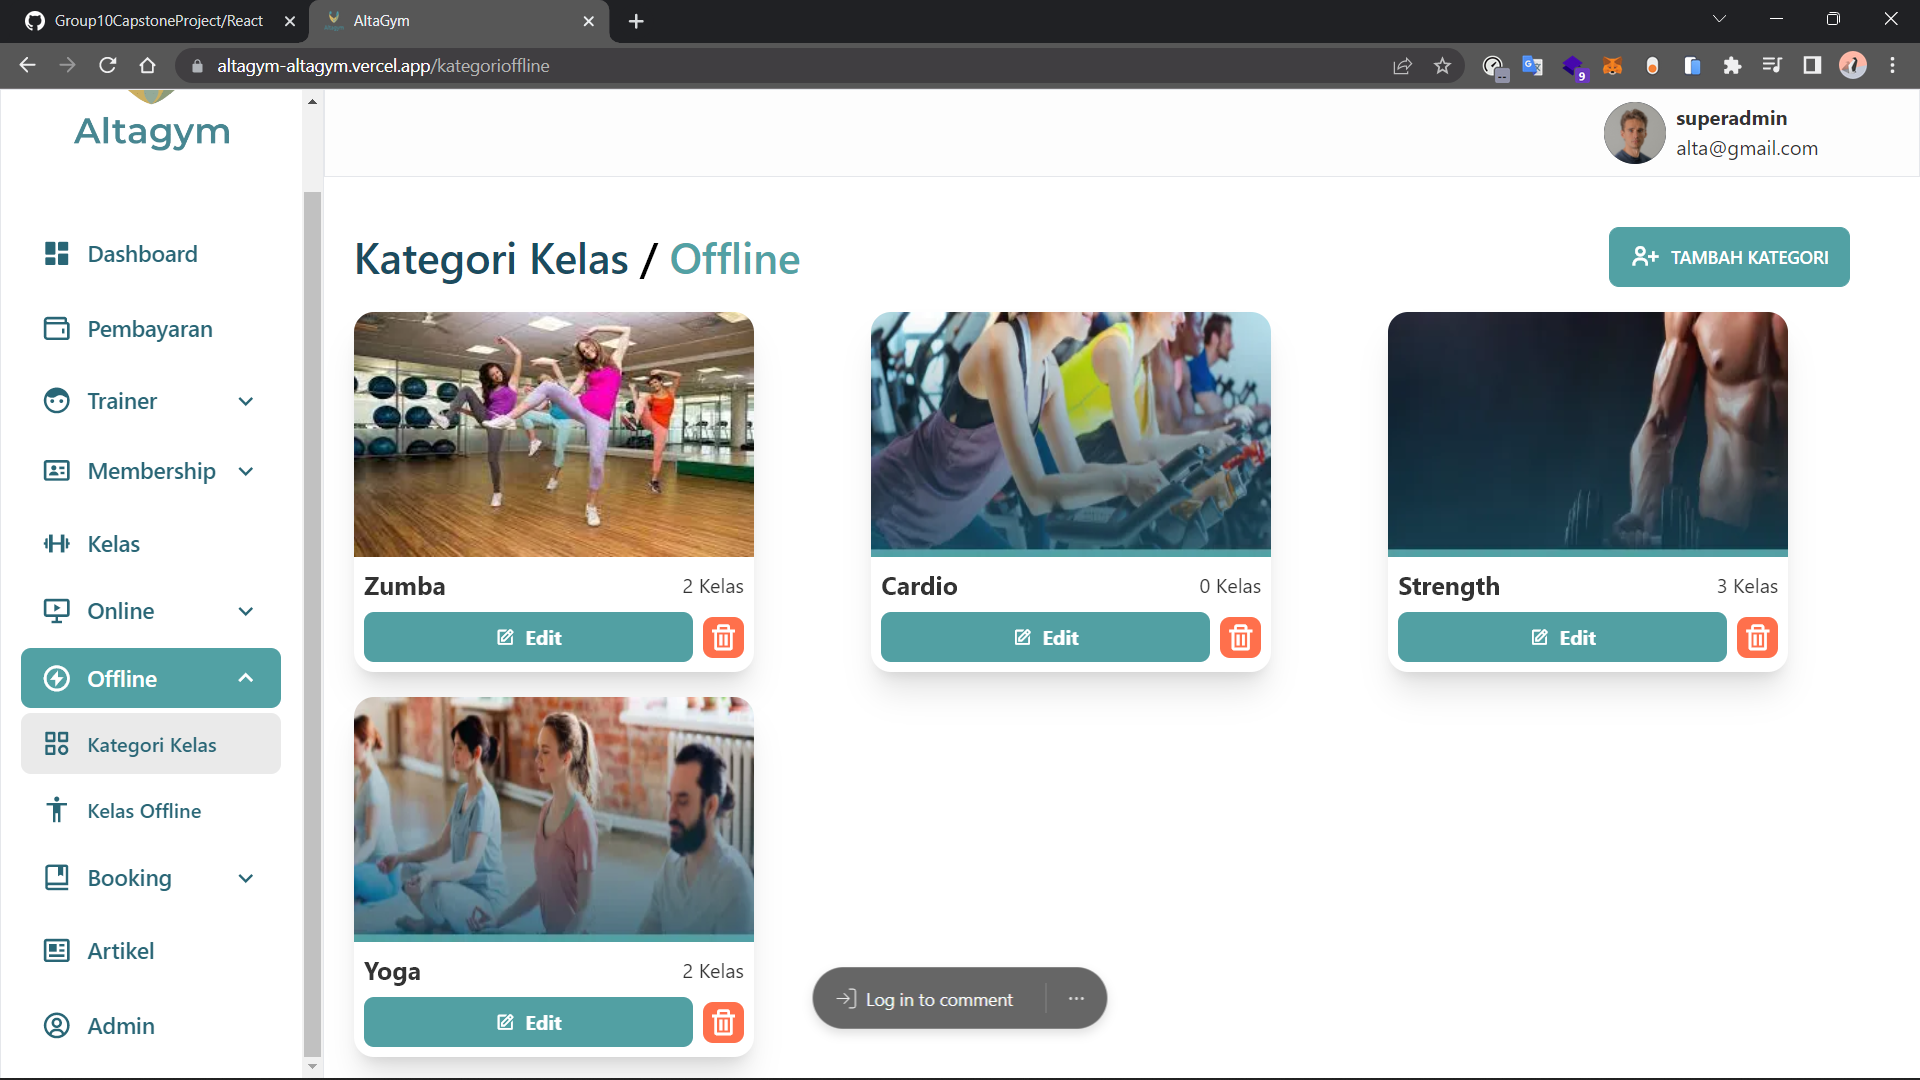 Group10CapstoneProject/React
AltaGym
altagym-altagym.vercel.app/kategorioffline
9
Altagym
superadmin
alta@gmail.com
Dashboard
Pembayaran
Trainer
Membership
Kelas
Online
Offline
Kategori Kelas
Kelas Offline
Booking
Artikel
Admin
Kategori Kelas / Offline
TAMBAH KATEGORI
Zumba 2 Kelas
Edit
Cardio 0 Kelas
Edit
Strength 3 Kelas
Edit
Yoga 2 Kelas
Edit
Log in to comment